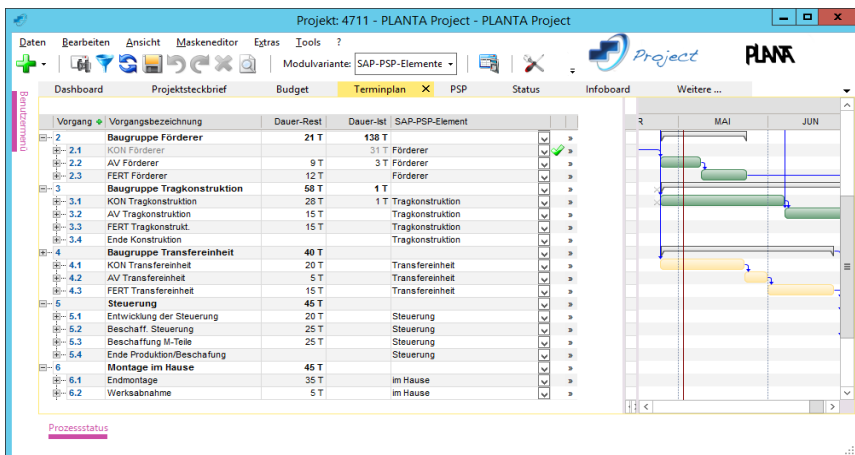 Projekt: 4711 - PLANTA Project - PLANTA Project
Daten Bearbeiten Ansicht Maskeneditor Extras Tools ?
Modulvariante: SAP-PSP-Elemente
Project PLANTA
Dashboard Projektsteckbrief Budget Terminplan X PSP Status Infoboard Weitere ...
Benutzermenü
Vorgang Vorgangsbezeichnung Dauer-Rest Dauer-Ist SAP-PSP-Element R MAI JUN
2 Baugruppe Förderer 21 T 138 T
2.1 KON Förderer 31 T Förderer
2.2 AV Förderer 9 T 3 T Förderer
2.3 FERT Förderer 12 T Förderer
3 Baugruppe Tragkonstruktion 58 T 1 T
3.1 KON Tragkonstruktion 28 T 1 T Tragkonstruktion
3.2 AV Tragkonstruktion 15 T Tragkonstruktion
3.3 FERT Tragkonstrukt. 15 T Tragkonstruktion
3.4 Ende Konstruktion Tragkonstruktion
4 Baugruppe Transfereinheit 40 T
4.1 KON Transfereinheit 20 T Transfereinheit
4.2 AV Transfereinheit 5 T Transfereinheit
4.3 FERT Transfereinheit 15 T Transfereinheit
5 Steuerung 45 T
5.1 Entwicklung der Steuerung 20 T Steuerung
5.2 Beschaff. Steuerung 25 T Steuerung
5.3 Beschaffung M-Teile 25 T Steuerung
5.4 Ende Produktion/Beschafung Steuerung
6 Montage im Hause 45 T
6.1 Endmontage 35 T im Hause
6.2 Werksabnahme 5 T im Hause
Prozessstatus